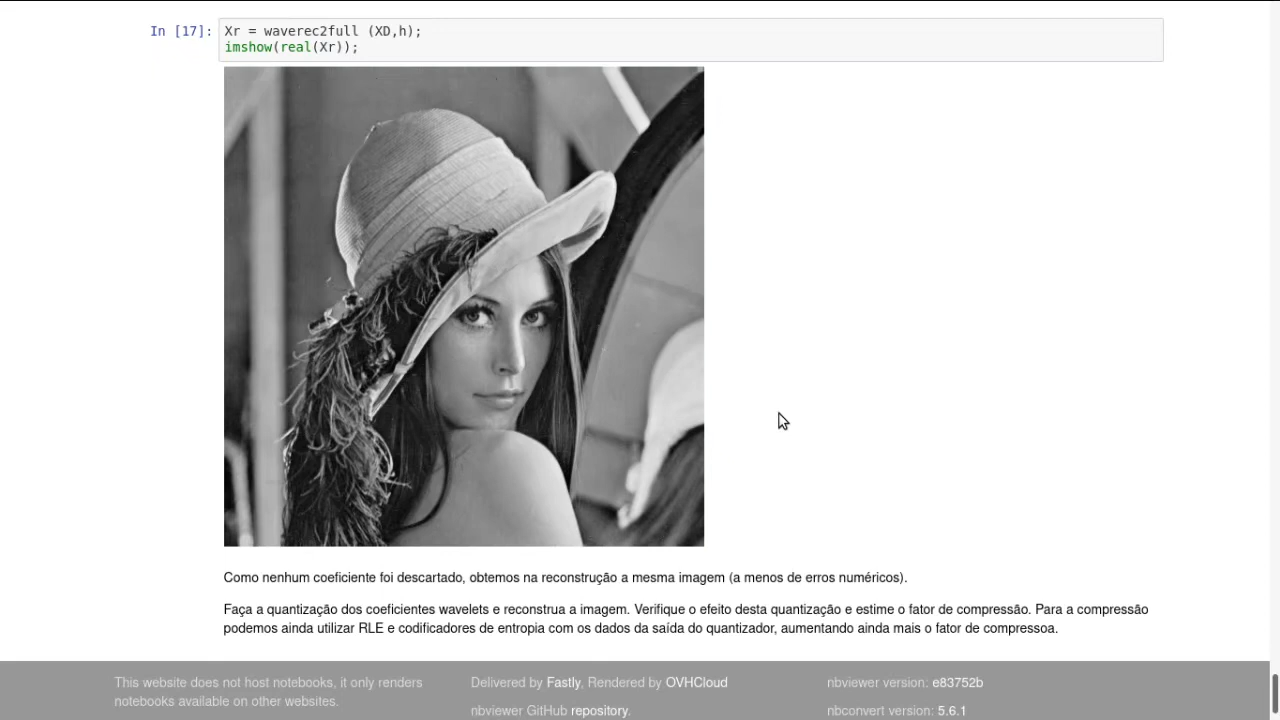 In [17]: Xr = waverec2full (XD,h);
imshow(real(Xr));
Como nenhum coeficiente foi descartado, obtemos na reconstrução a mesma imagem (a menos de erros numéricos).
Faça a quantização dos coeficientes wavelets e reconstrua a imagem. Verifique o efeito desta quantização e estime o fator de compressão. Para a compressão
podemos ainda utilizar RLE e codificadores de entropia com os dados da saída do quantizador, aumentando ainda mais o fator de compressoa.
This website does not host notebooks, it only renders
notebooks available on other websites.
Delivered by Fastly, Rendered by OVHCloud
nbviewer GitHub repository.
nbviewer version: e83752b
nbconvert version: 5.6.1